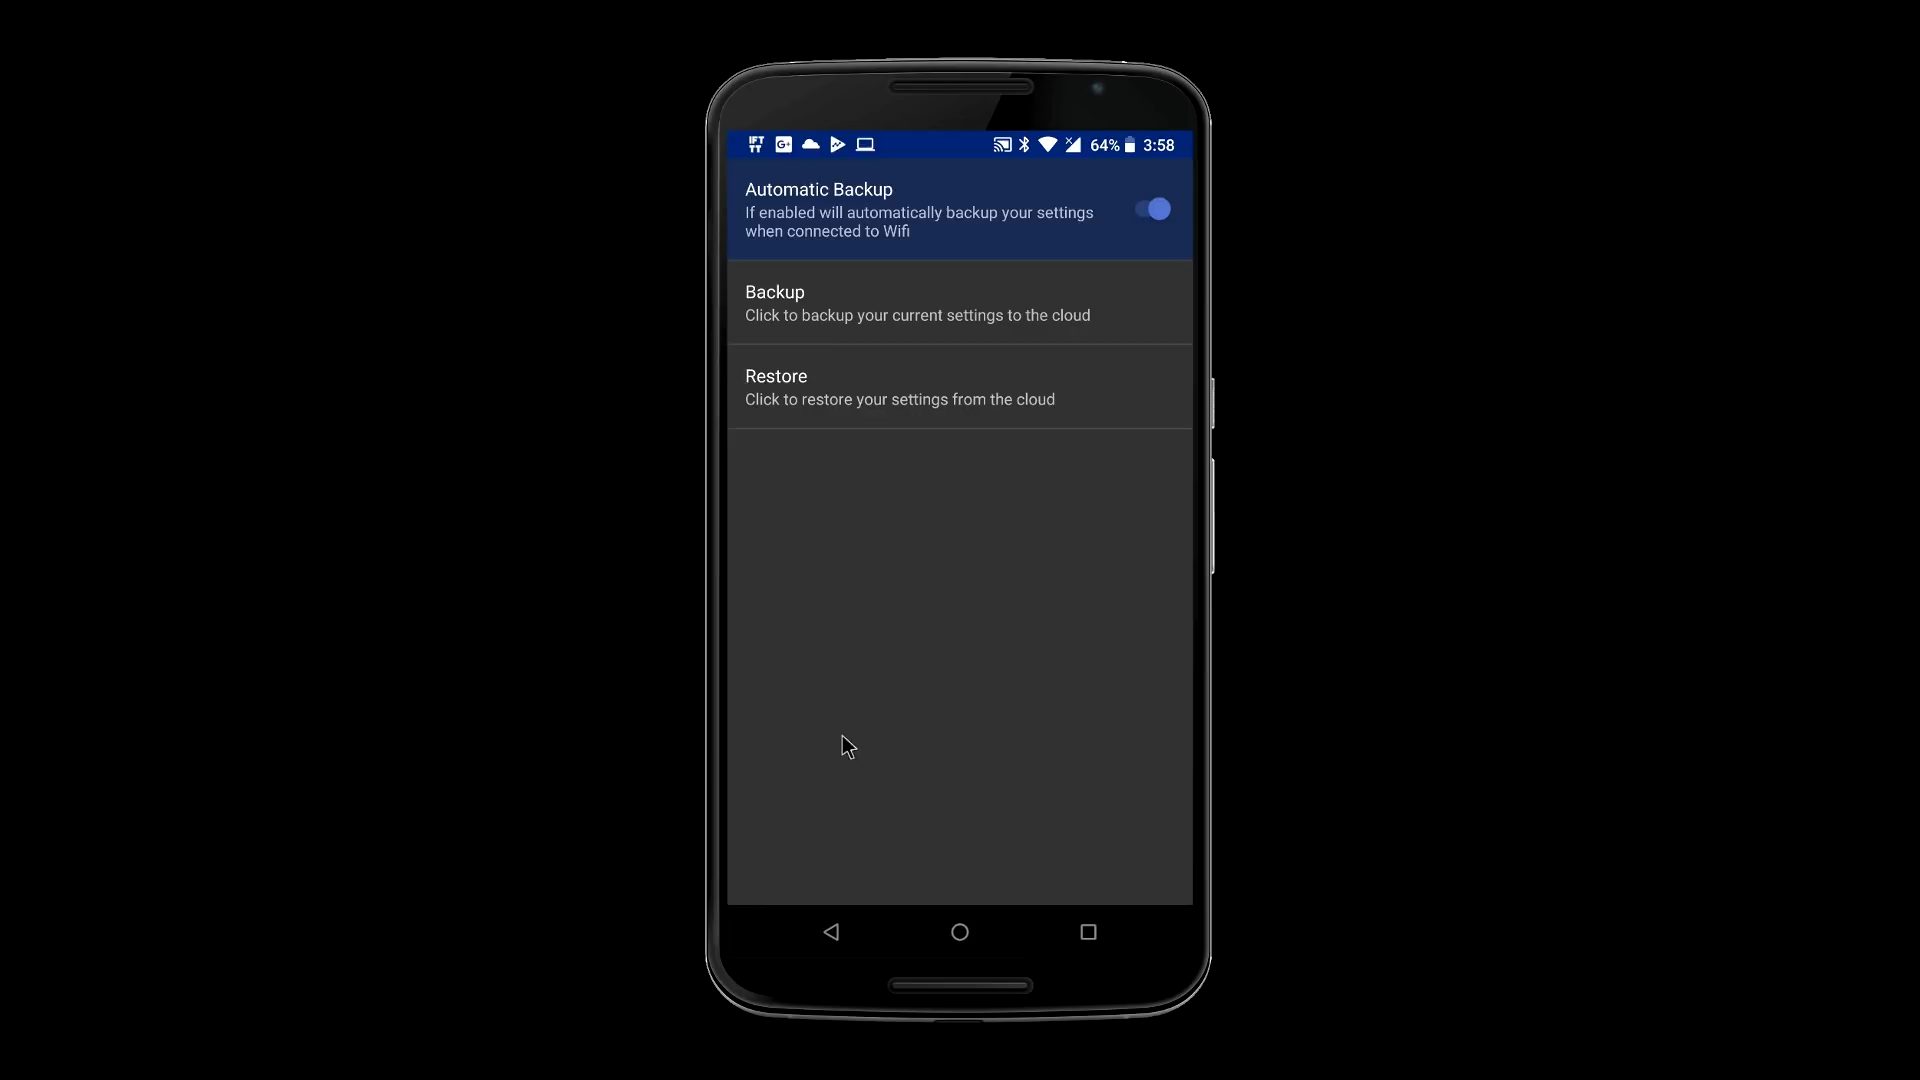 IFTTT G+ 64% 3:58
Automatic Backup
If enabled will automatically backup your settings
when connected to Wifi
Backup
Click to backup your current settings to the cloud
Restore
Click to restore your settings from the cloud